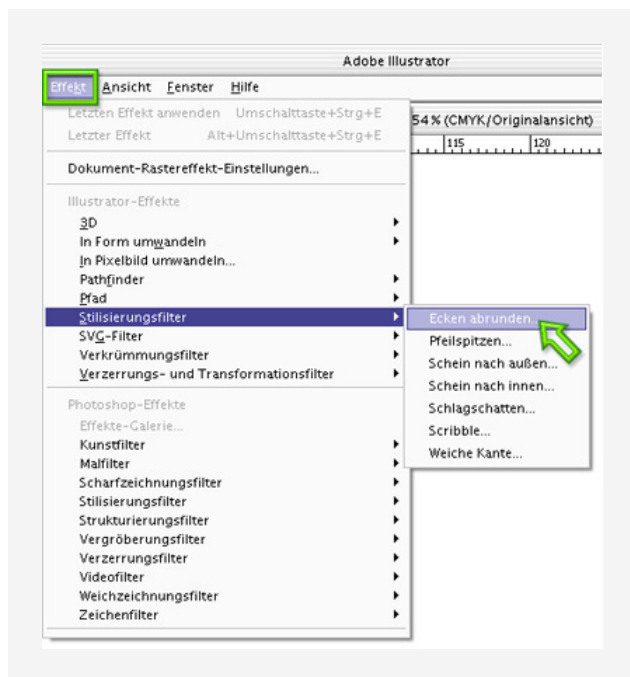 Adobe Illustrator
Effekt Ansicht Fenster Hilfe
54% (CMYK/Originalansicht)
115 120
Letzten Effekt anwenden Umschalttaste+Strg+E
Letzter Effekt Alt+Umschalttaste+Strg+E
Dokument-Rastereffekt-Einstellungen...
Illustrator-Effekte
3D
In Form umwandeln
In Pixelbild umwandeln...
Pathfinder
Pfad
Stilisierungsfilter
SVG-Filter
Verkrümmungsfilter
Verzerrungs- und Transformationsfilter
Photoshop-Effekte
Effekte-Galerie...
Kunstfilter
Malfilter
Scharfzeichnungsfilter
Stilisierungsfilter
Strukturierungsfilter
Vergröberungsfilter
Verzerrungsfilter
Videofilter
Weichzeichnungsfilter
Zeichenfilter
Ecken abrunden...
Pfeilspitzen...
Schein nach außen...
Schein nach innen...
Schlagschatten...
Scribble...
Weiche Kante...